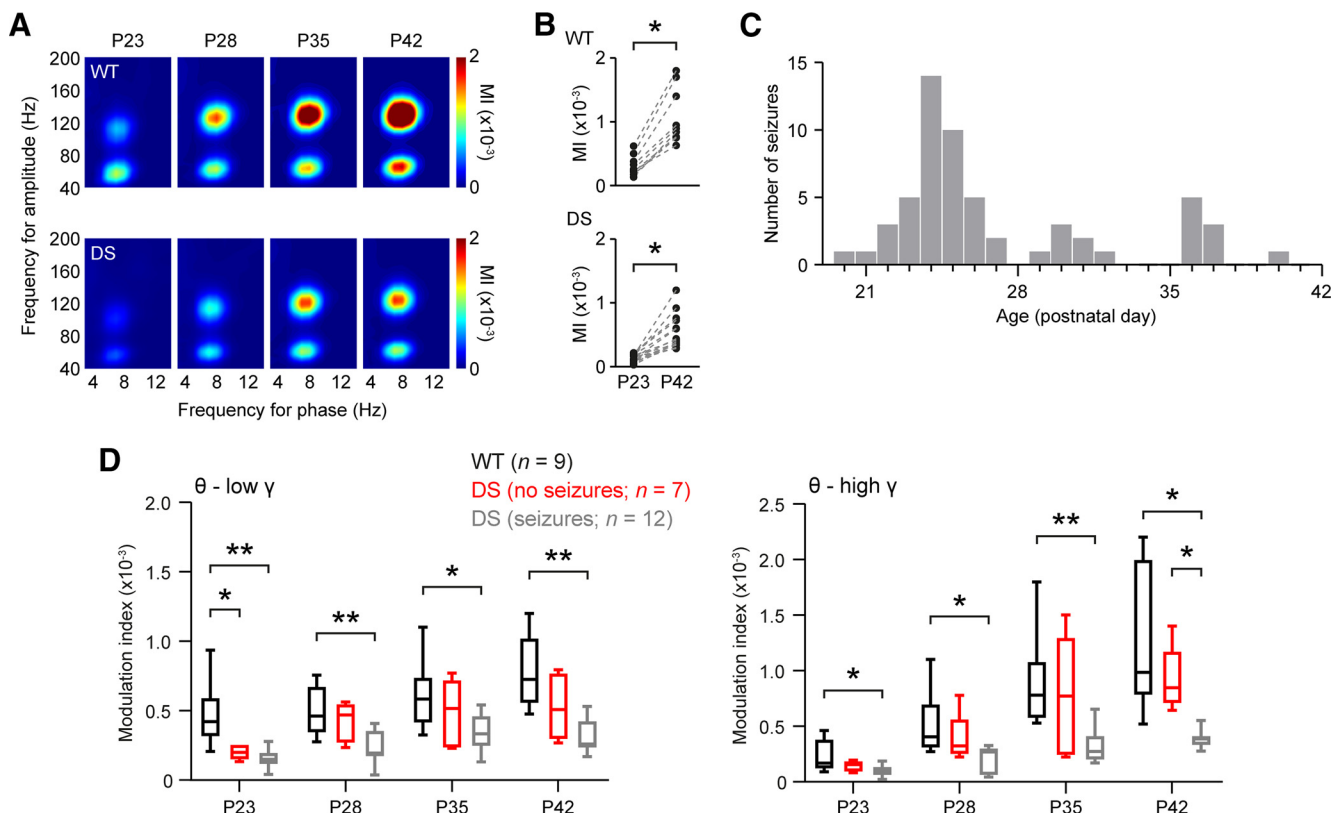 A
P23 P28 P35 P42
WT
200
160
120
80
40
2
0
MI (x10-3)
DS
200
160
120
80
40
2
0
MI (x10-3)
Frequency for amplitude (Hz)
4 8 12 4 8 12 4 8 12 4 8 12
Frequency for phase (Hz)
B
WT
*
2
1
0
MI (x10-3)
DS
*
2
1
0
MI (x10-3)
P23 P42
C
15
10
5
0
Number of seizures
21 28 35 42
Age (postnatal day)
D
WT (n = 9)
DS (no seizures; n = 7)
DS (seizures; n = 12)
θ - low γ
2.0
1.5
1.0
0.5
0
Modulation index (x10-3)
** * ** * **
P23 P28 P35 P42
θ - high γ
2.5
2.0
1.5
1.0
0.5
0
Modulation index (x10-3)
* * ** * *
P23 P28 P35 P42